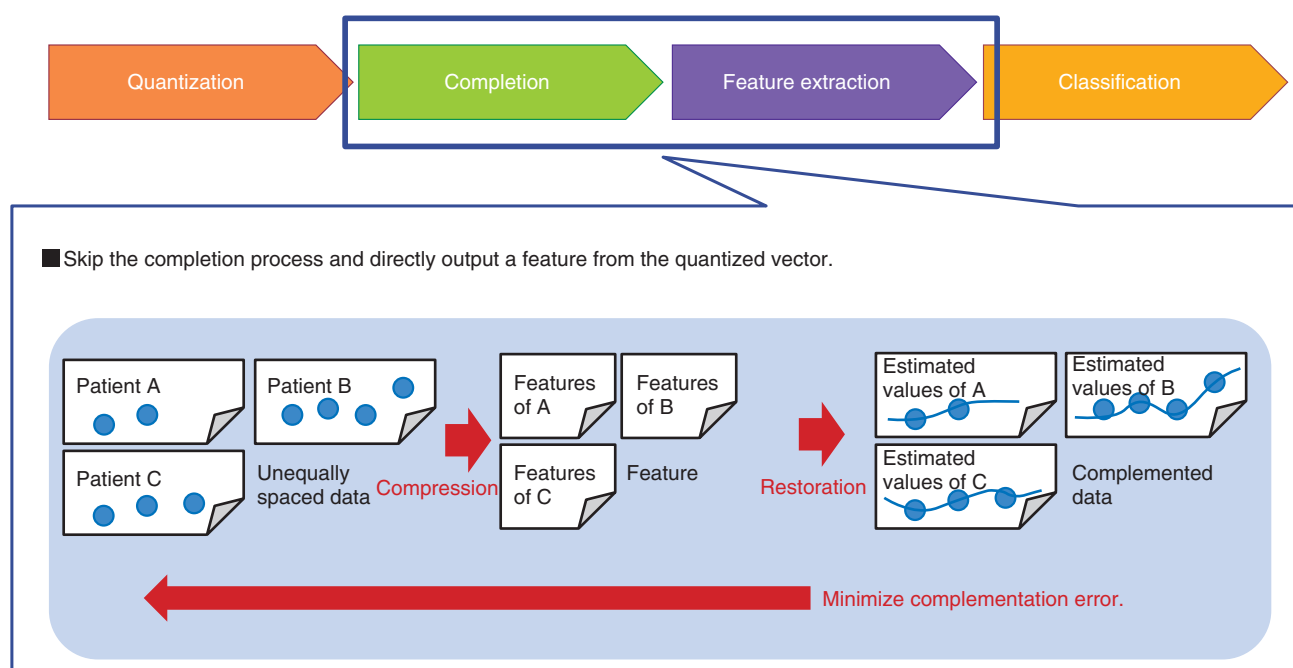 Quantization
Completion
Feature extraction
Classification
Skip the completion process and directly output a feature from the quantized vector.
Patient A
Patient B
Patient C
Unequally
spaced data
Compression
Features
of A
Features
of B
Features
of C
Feature
Restoration
Estimated
values of A
Estimated
values of B
Estimated
values of C
Complemented
data
Minimize complementation error.